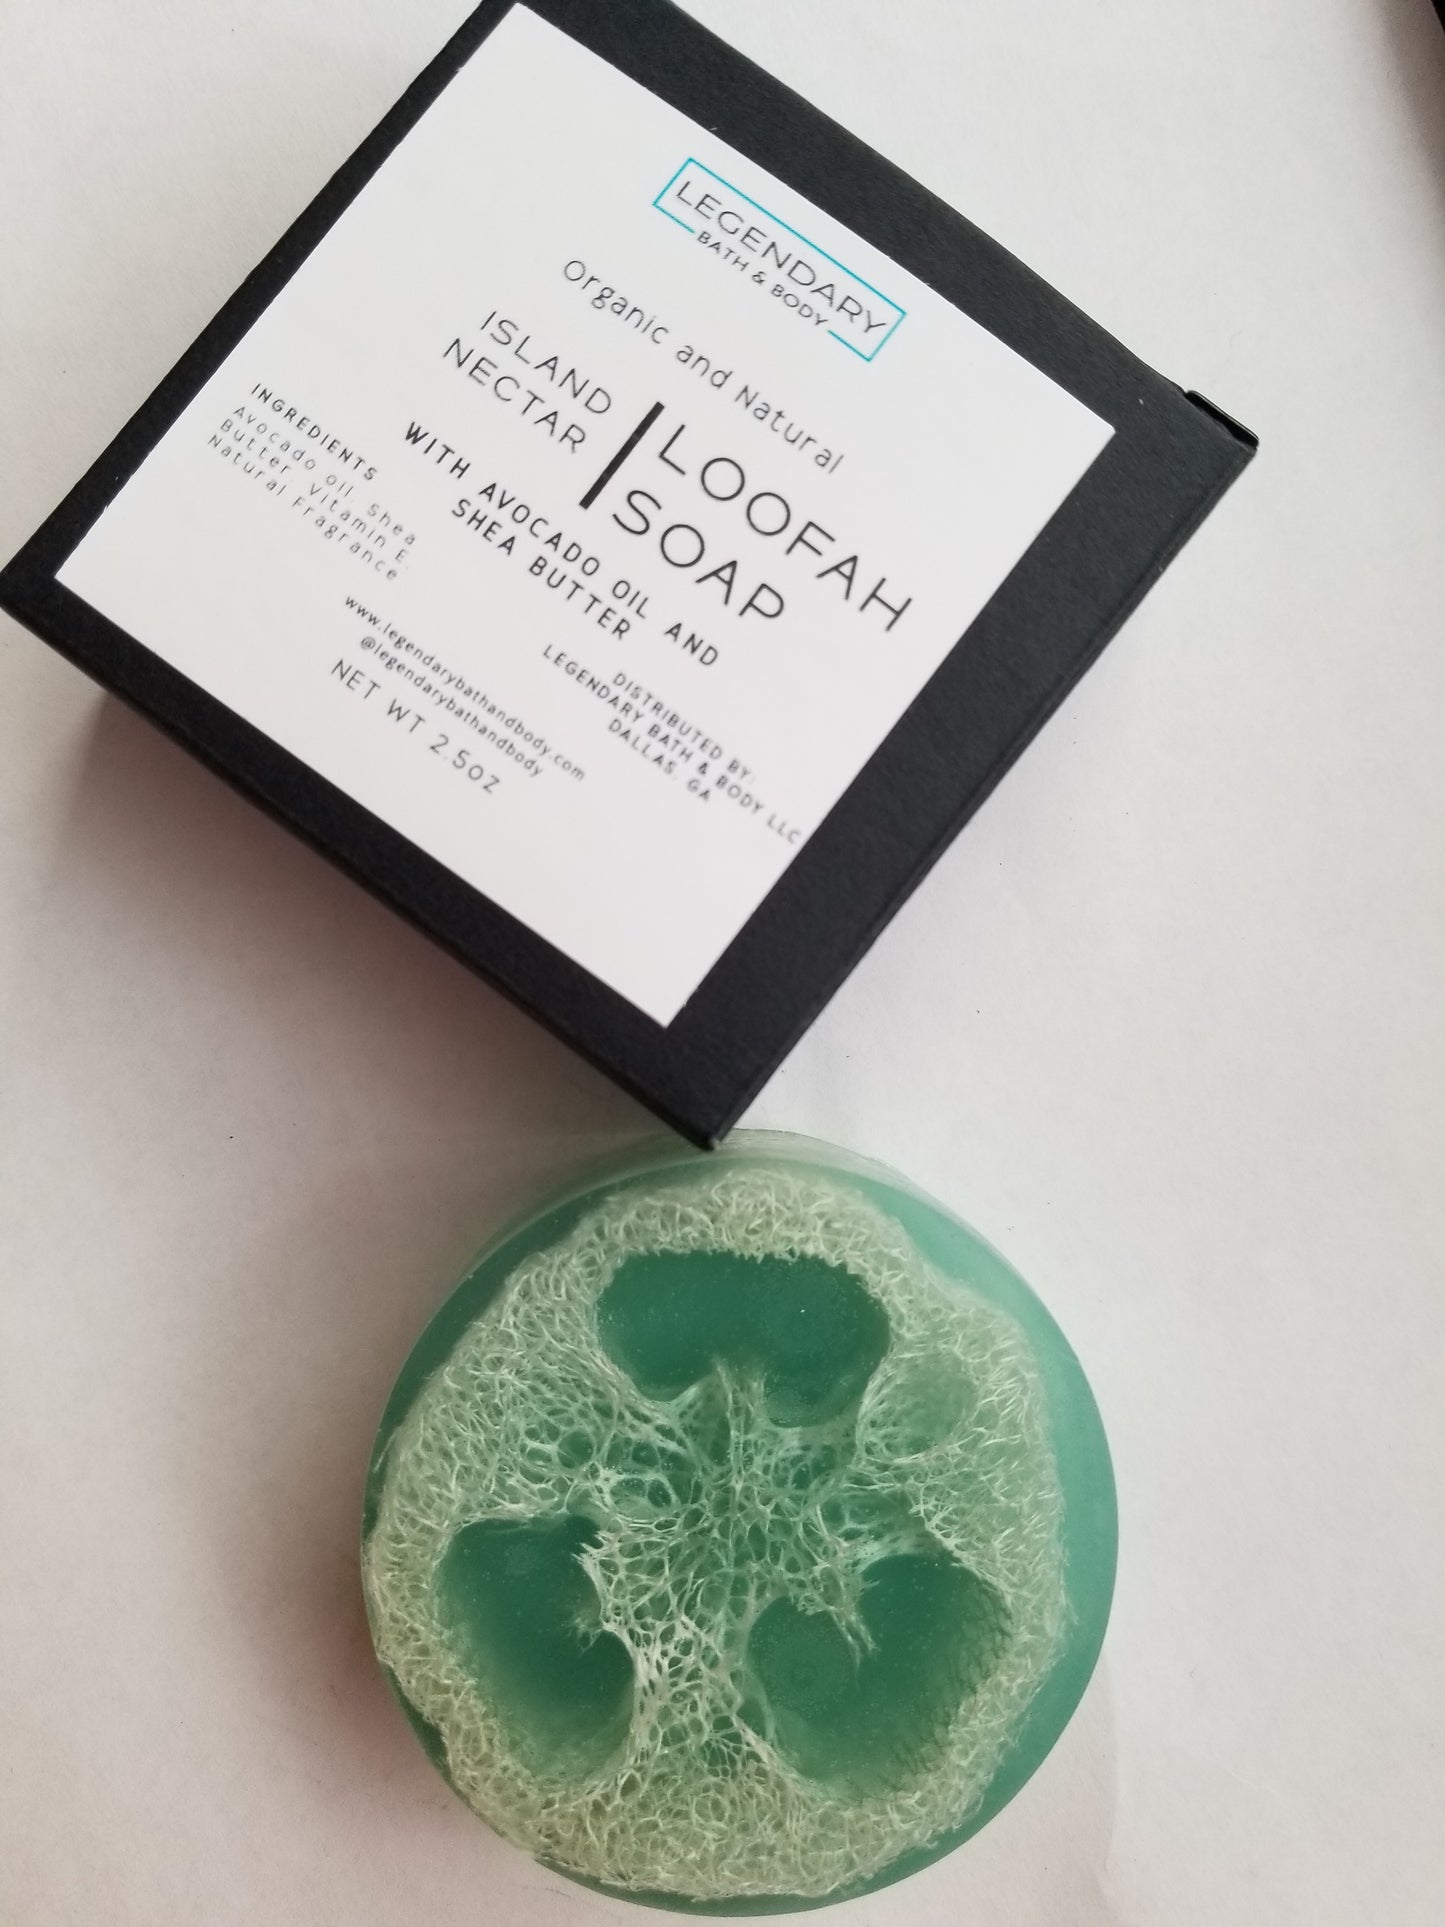 LEGENDARY
BATH & BODY
Organic and Natural
ISLAND
NECTAR
LOOFAH
SOAP
WITH AVOCADO OIL AND
SHEA BUTTER
INGREDIENTS
Avocado oil, Shea
Butter, Vitamin E,
Natural Fragrance
DISTRIBUTED BY:
LEGENDARY BATH & BODY LLC
DALLAS, GA
www.legendarybathandbody.com
@legendarybathandbody
NET WT 2.5OZ